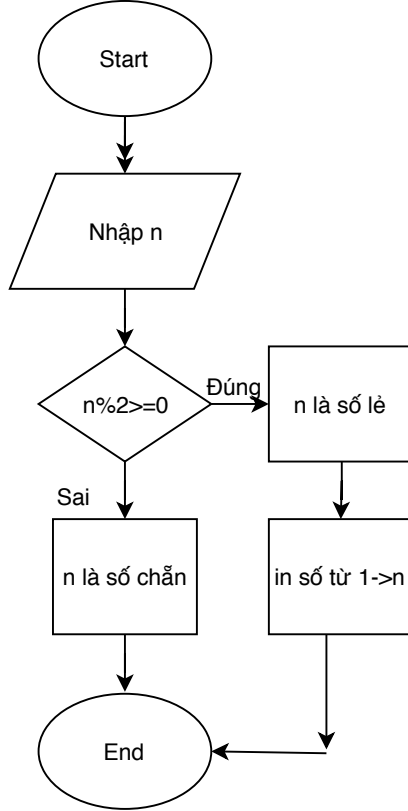 Start
Nhập n
n%2>=0
Đúng
n là số lẻ
Sai
n là số chẵn
in số từ 1->n
End